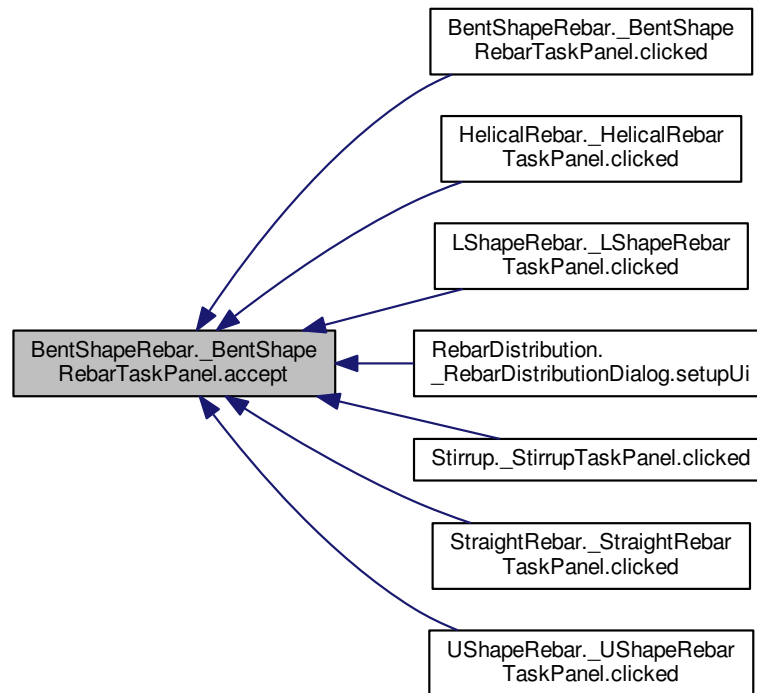 BentShapeRebar._BentShape
RebarTaskPanel.clicked
HelicalRebar._HelicalRebar
TaskPanel.clicked
LShapeRebar._LShapeRebar
TaskPanel.clicked
BentShapeRebar._BentShape
RebarTaskPanel.accept
RebarDistribution.
_RebarDistributionDialog.setupUi
Stirrup._StirrupTaskPanel.clicked
StraightRebar._StraightRebar
TaskPanel.clicked
UShapeRebar._UShapeRebar
TaskPanel.clicked